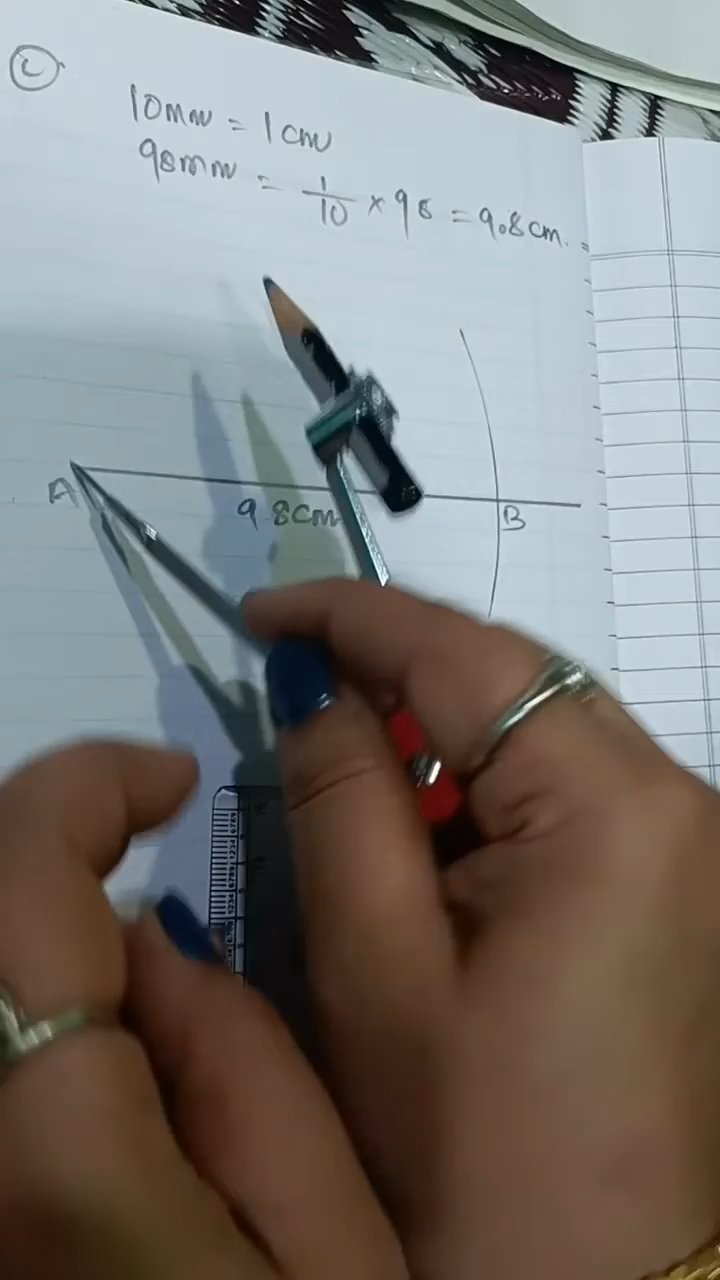 C
10mm = 1cm
98mm = 1/10 × 98 = 9.8cm.
A
9.8cm
B